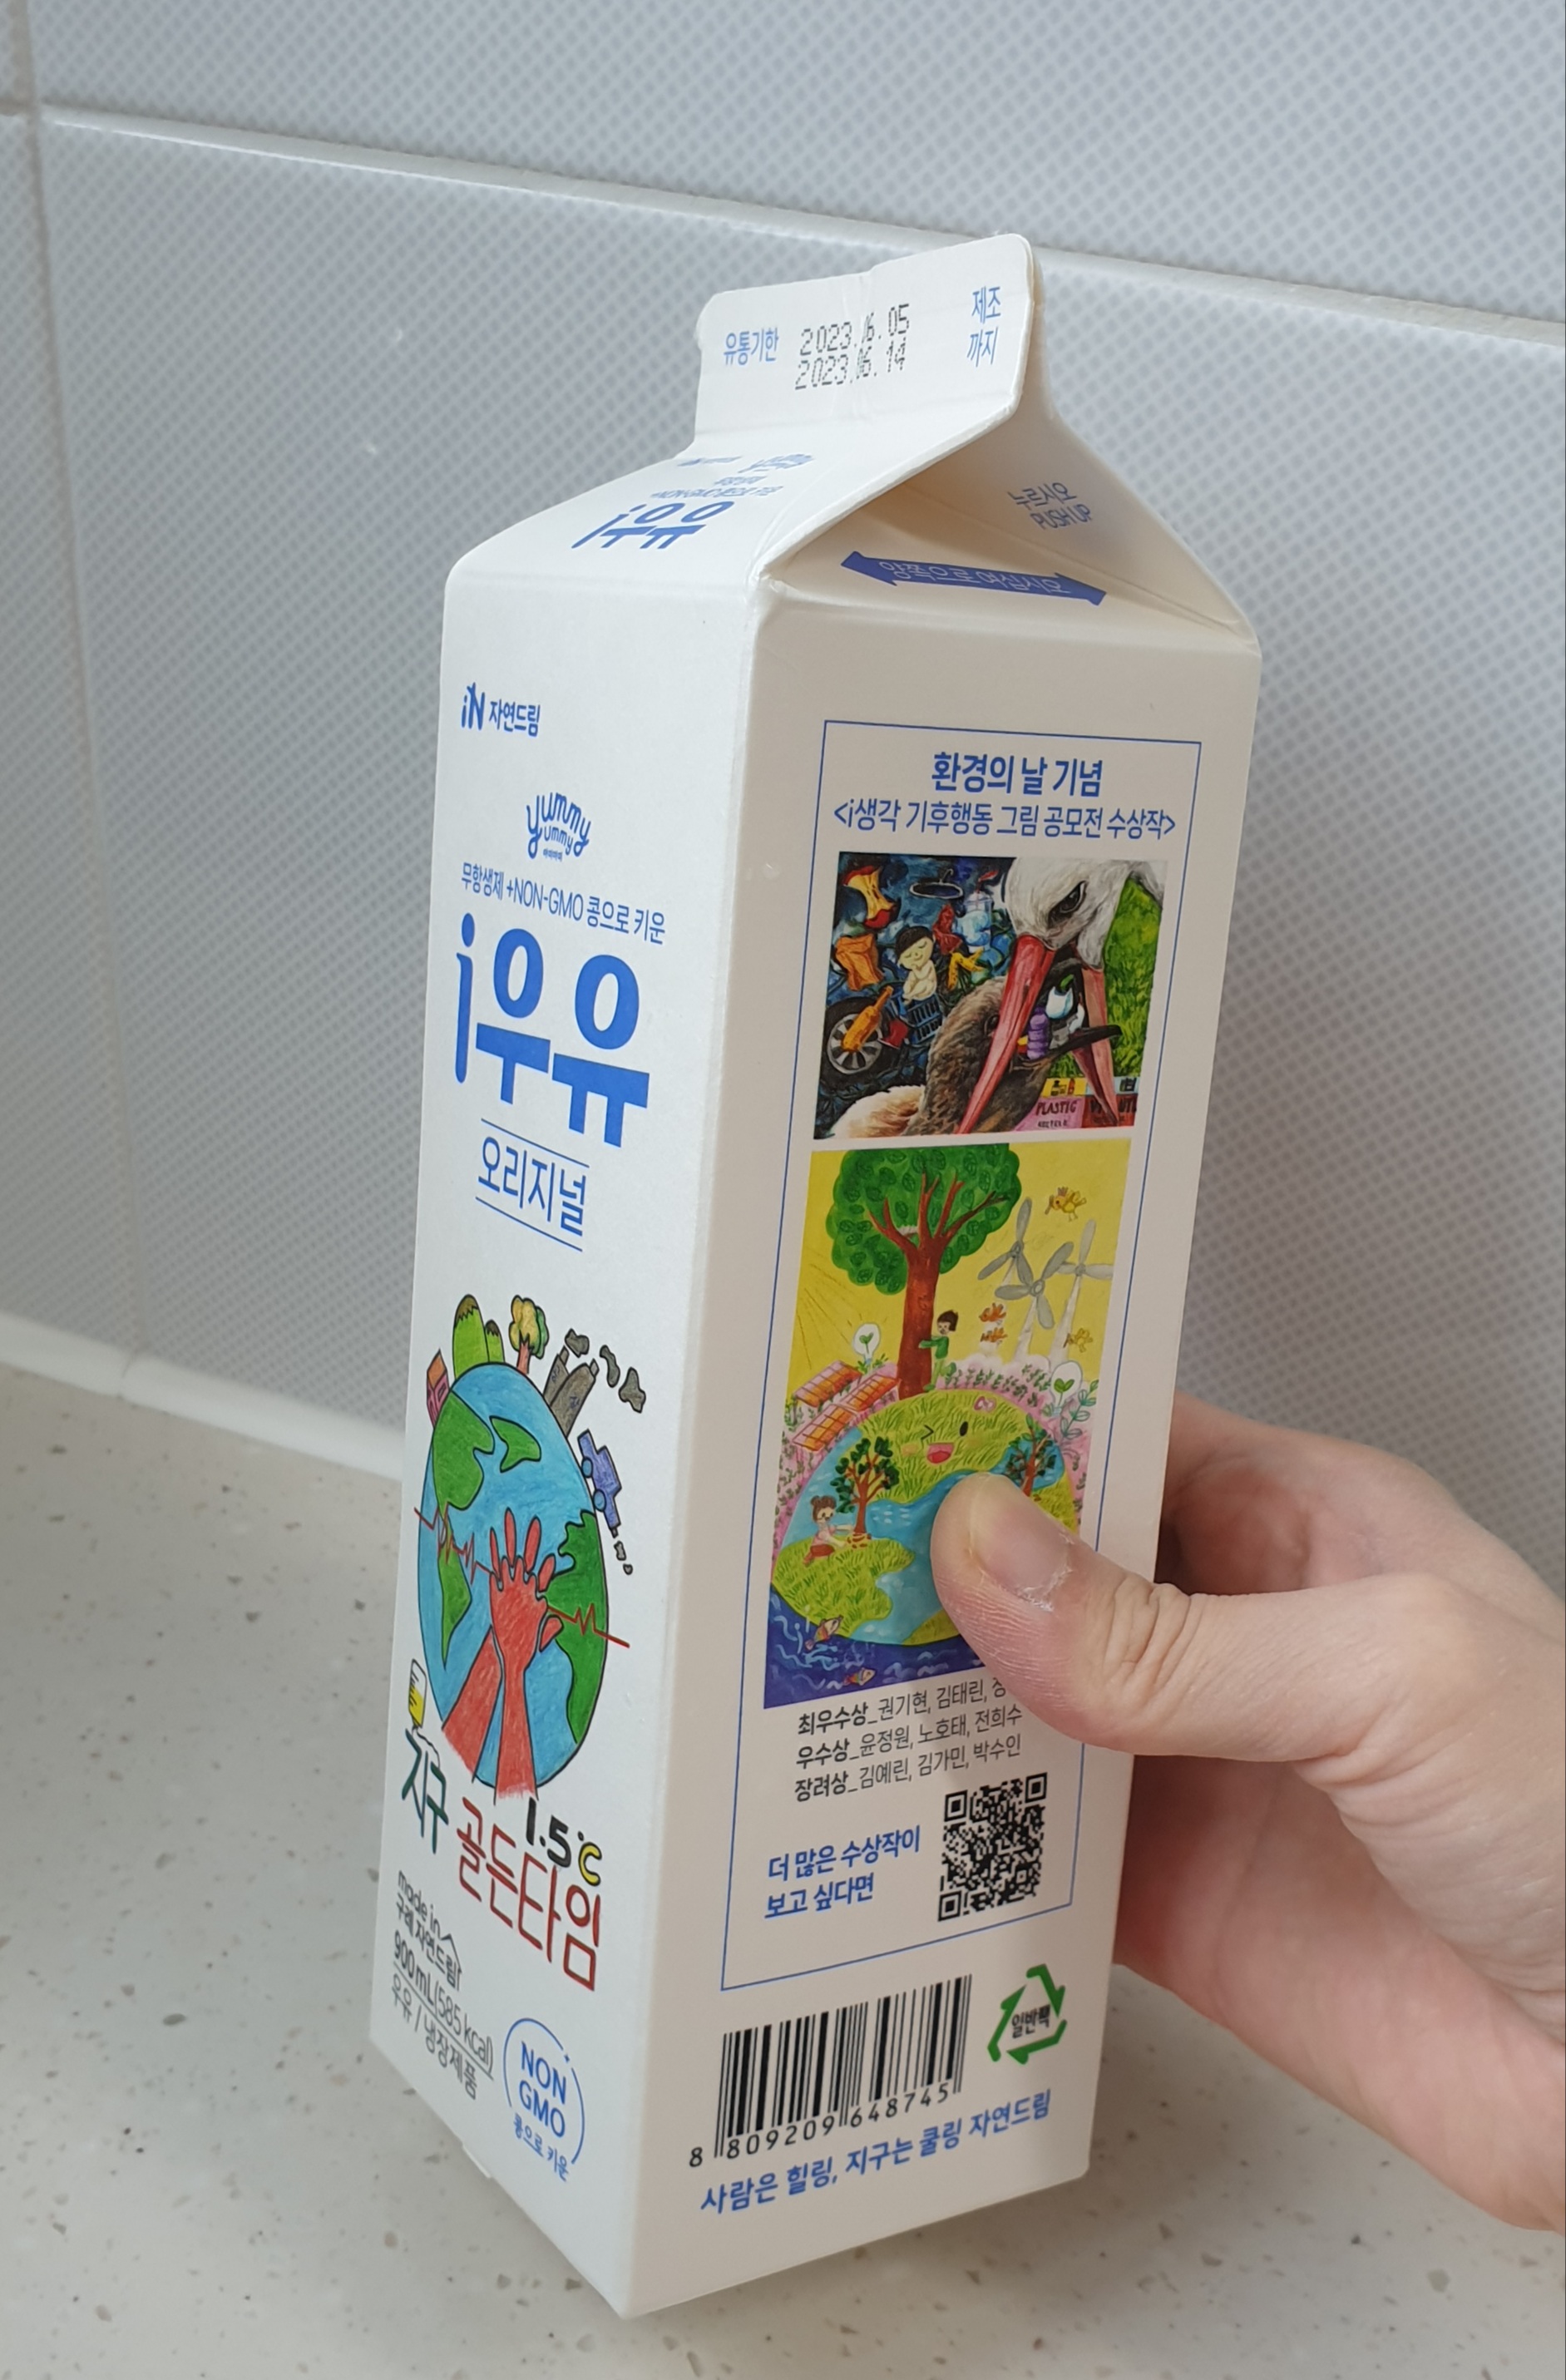 유통기한 2023.06.05 제조
2023.06.14 까지
i우유
누르시오
PUSH UP
양쪽으로 여십시오
iN 자연드림
yummy
yummy
무항생제 +NON-GMO 콩으로 키운
i우유
오리지널
지구 1.5℃
골든타임
made in
구례 자연드림
900 mL(585 kcal)
우유 / 냉장제품
NON
GMO
콩으로 키운
환경의 날 기념
<i생각 기후행동 그림 공모전 수상작>
PLASTIC
최우수상_권기현, 김태린,
우수상_윤정원, 노호태, 전희수
장려상_김예린, 김가민, 박수인
더 많은 수상작이
보고 싶다면
일반팩
8 809209 648745
사람은 힐링, 지구는 쿨링 자연드림